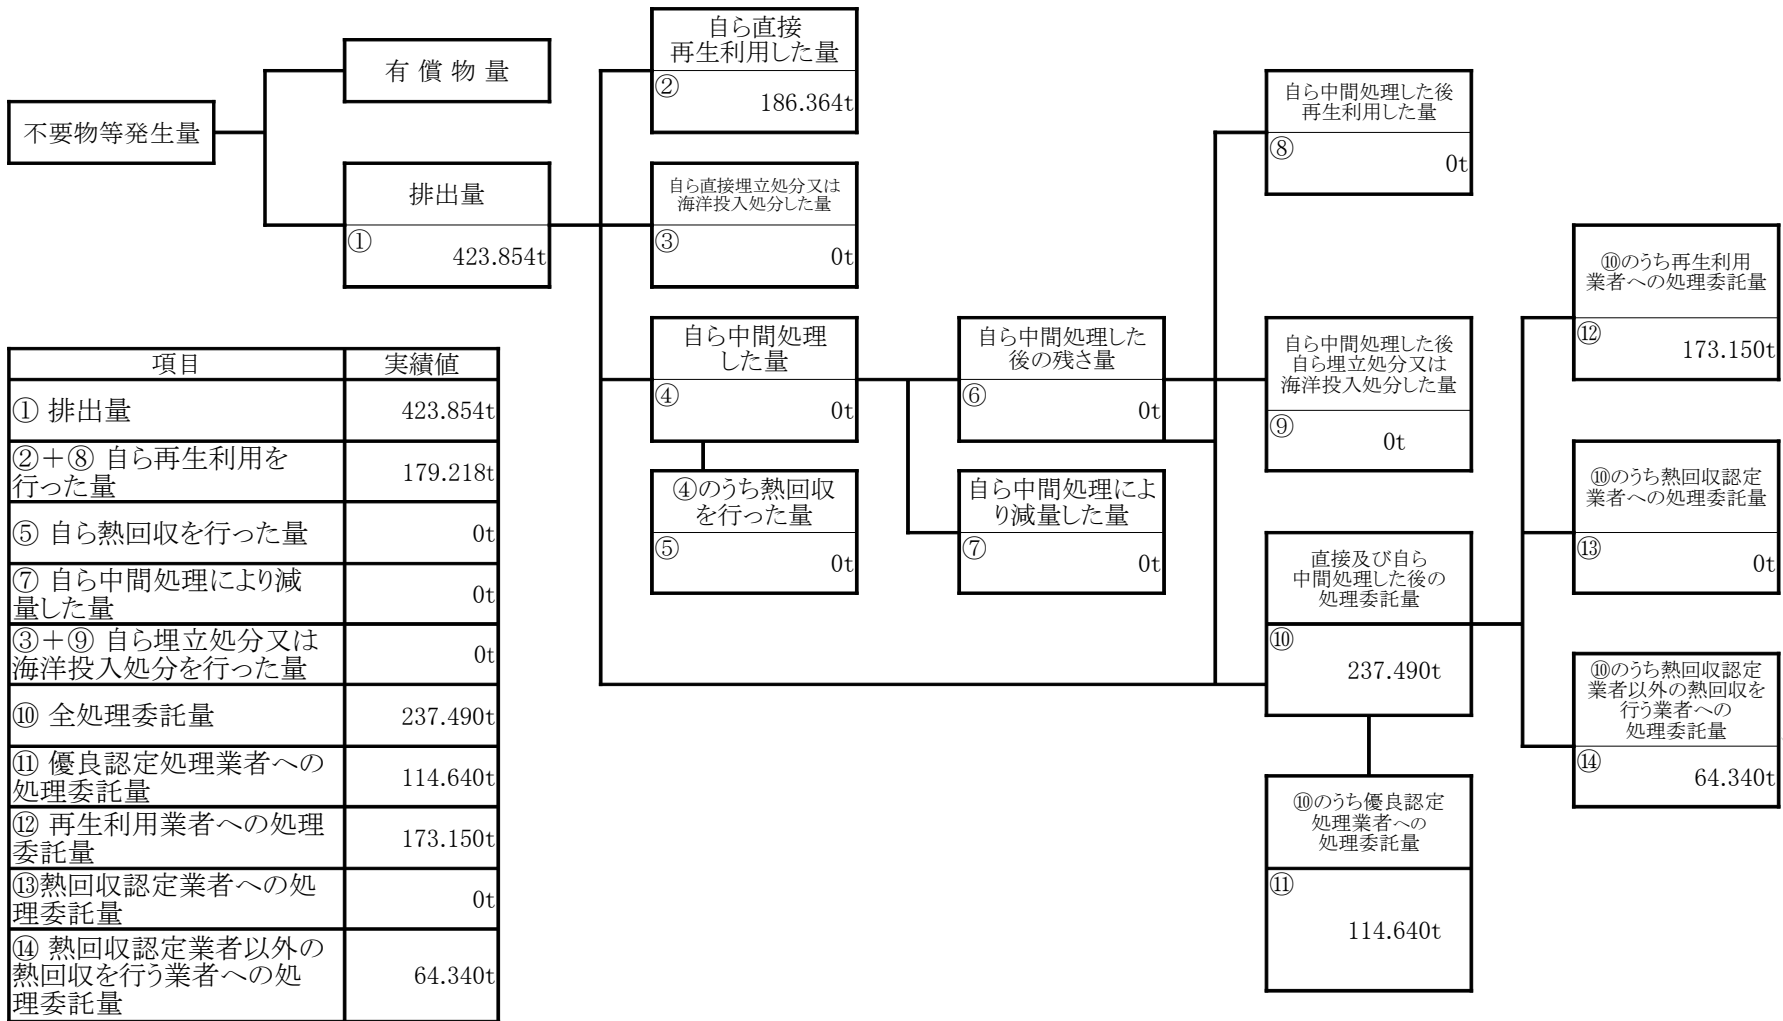 不要物等発生量
有 償 物 量
排出量
①
423.854t
自ら直接
再生利用した量
②
186.364t
自ら直接埋立処分又は
海洋投入処分した量
③
0t
自ら中間処理
した量
④
0t
④のうち熱回収
を行った量
⑤
0t
自ら中間処理した
後の残さ量
⑥
0t
自ら中間処理によ
り減量した量
⑦
0t
自ら中間処理した後
再生利用した量
⑧
0t
自ら中間処理した後
自ら埋立処分又は
海洋投入処分した量
⑨
0t
直接及び自ら
中間処理した後の
処理委託量
⑩
237.490t
⑩のうち優良認定
処理業者への
処理委託量
⑪
114.640t
⑩のうち再生利用
業者への処理委託量
⑫
173.150t
⑩のうち熱回収認定
業者への処理委託量
⑬
0t
⑩のうち熱回収認定
業者以外の熱回収を
行う業者への
処理委託量
⑭
64.340t
項目 実績値
① 排出量 423.854t
②＋⑧ 自ら再生利用を
行った量 179.218t
⑤ 自ら熱回収を行った量 0t
⑦ 自ら中間処理により減
量した量 0t
③＋⑨ 自ら埋立処分又は
海洋投入処分を行った量 0t
⑩ 全処理委託量 237.490t
⑪ 優良認定処理業者への
処理委託量 114.640t
⑫ 再生利用業者への処理
委託量 173.150t
⑬熱回収認定業者への処
理委託量 0t
⑭ 熱回収認定業者以外の
熱回収を行う業者への処
理委託量 64.340t